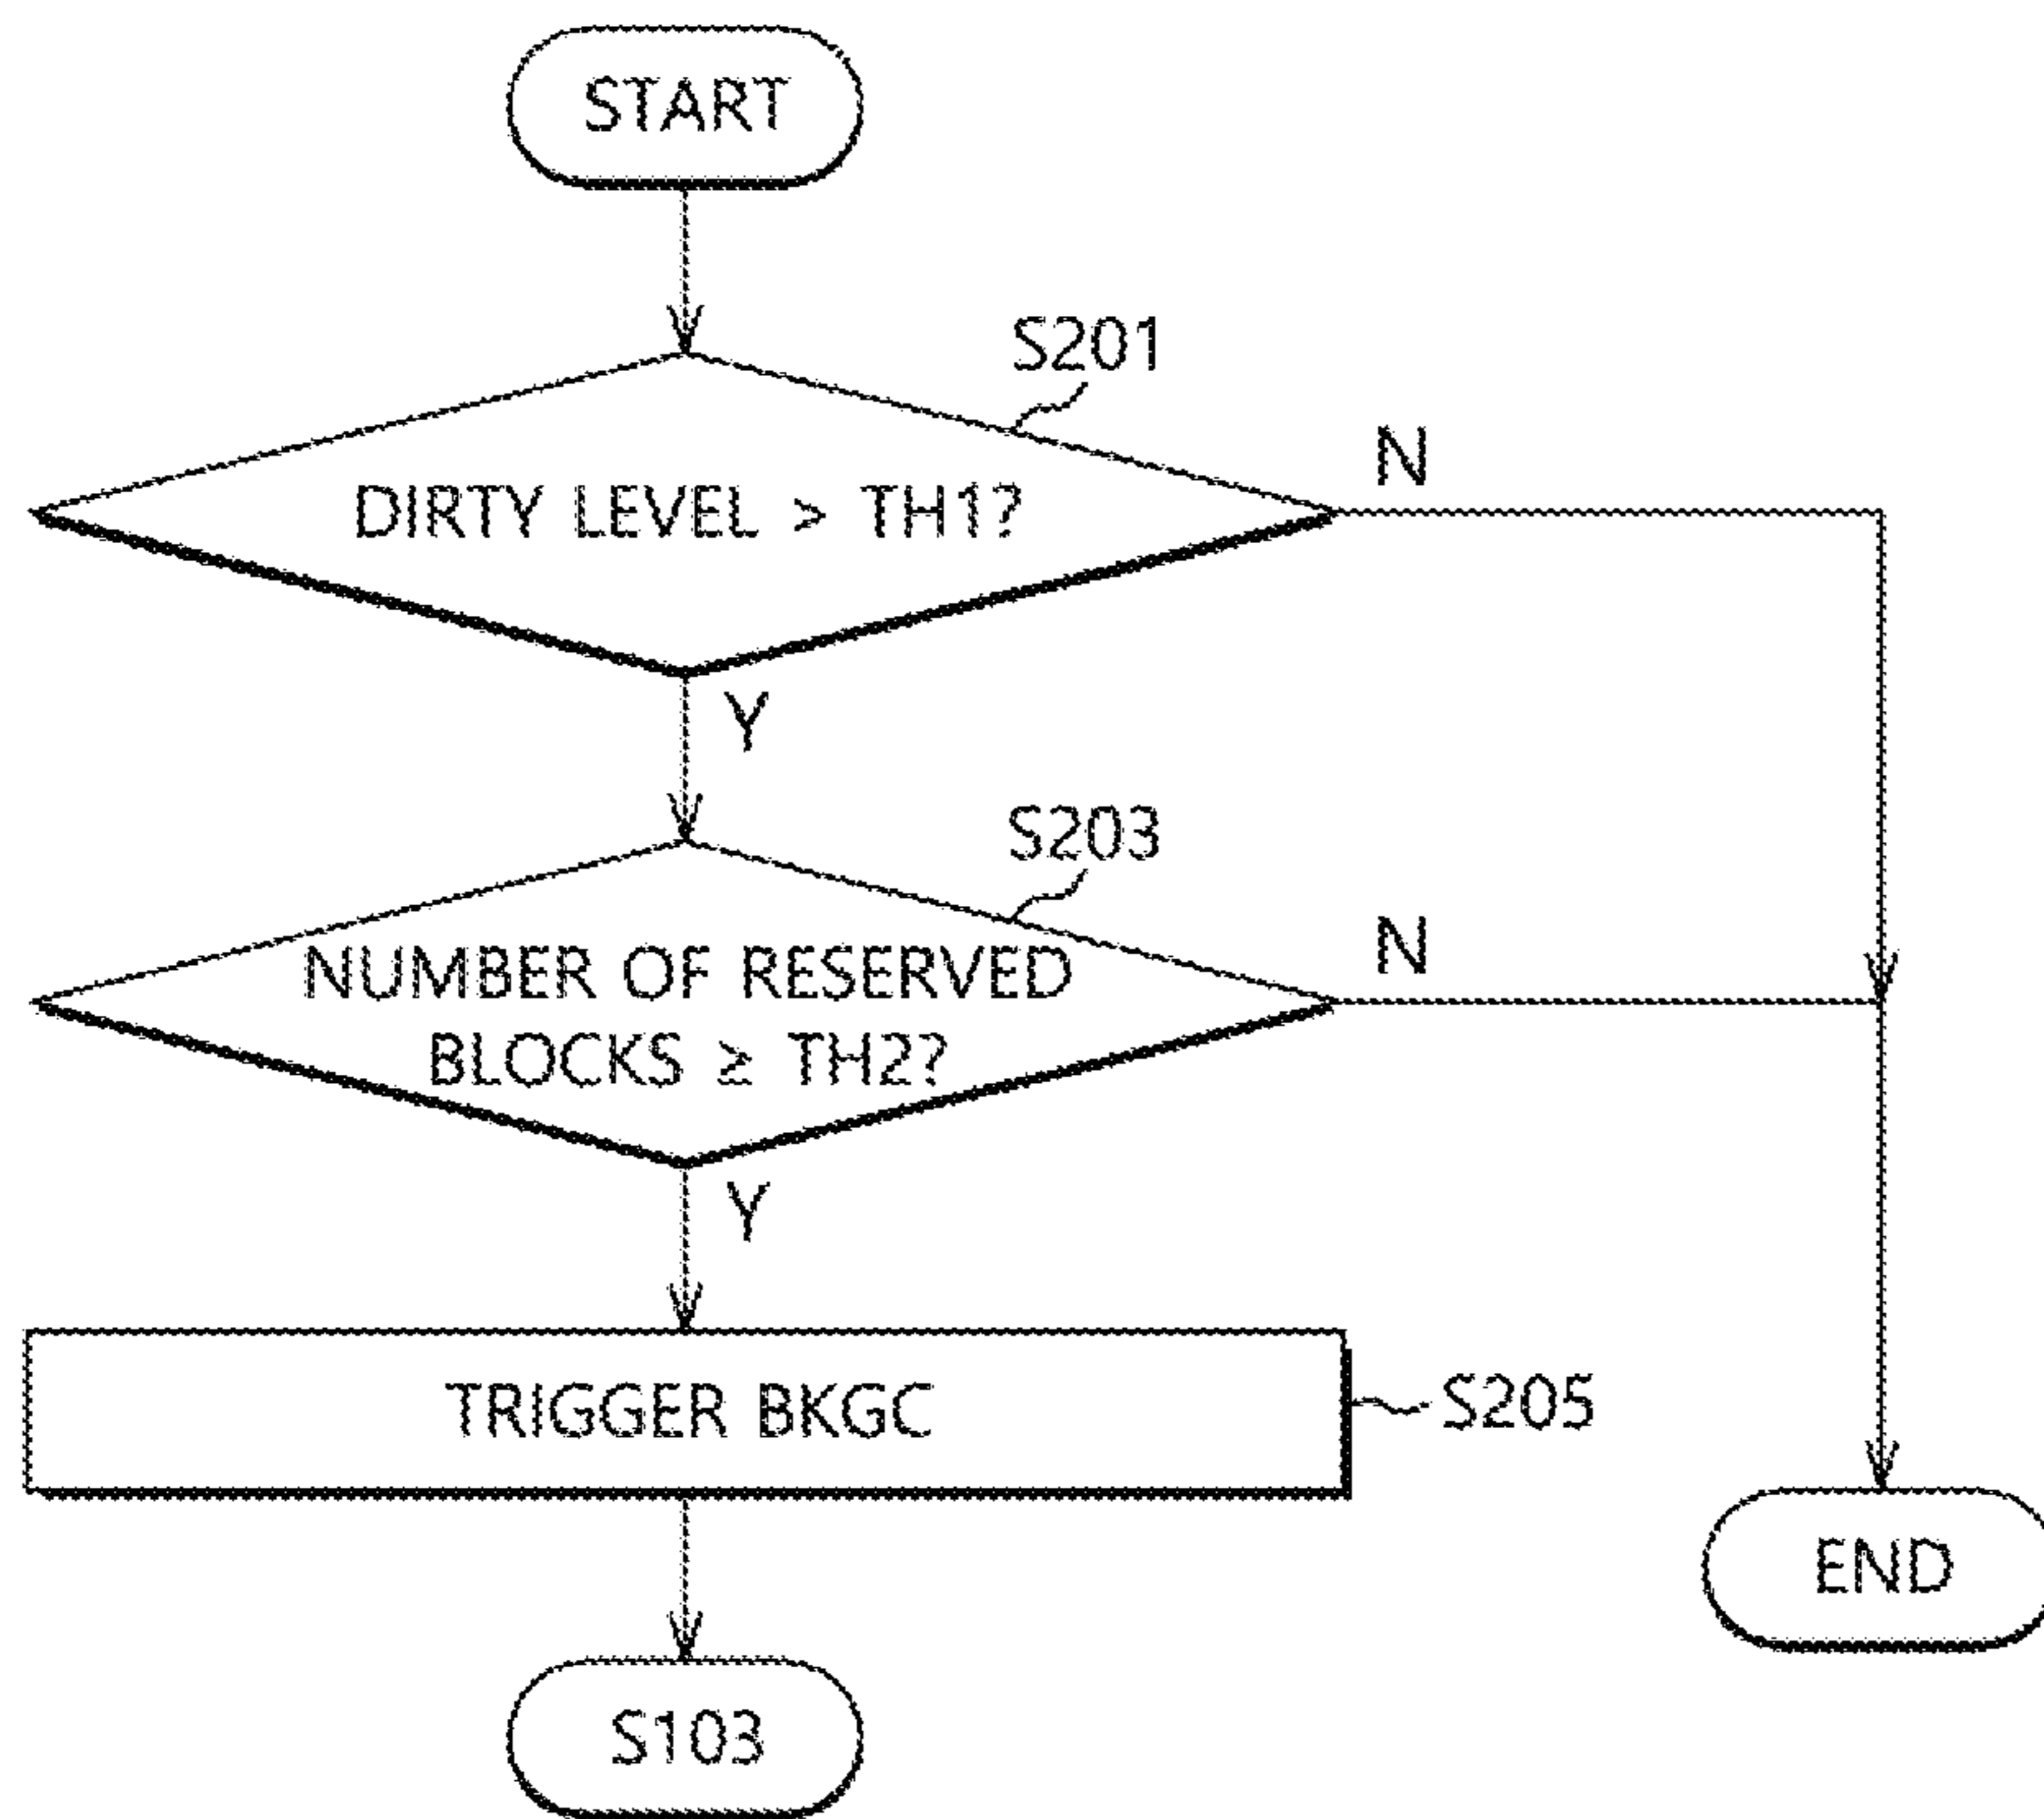 START
S201
DIRTY LEVEL > TH1?
N
Y
S203
NUMBER OF RESERVED
BLOCKS ≥ TH2?
N
Y
TRIGGER BKGC
S205
END
S103